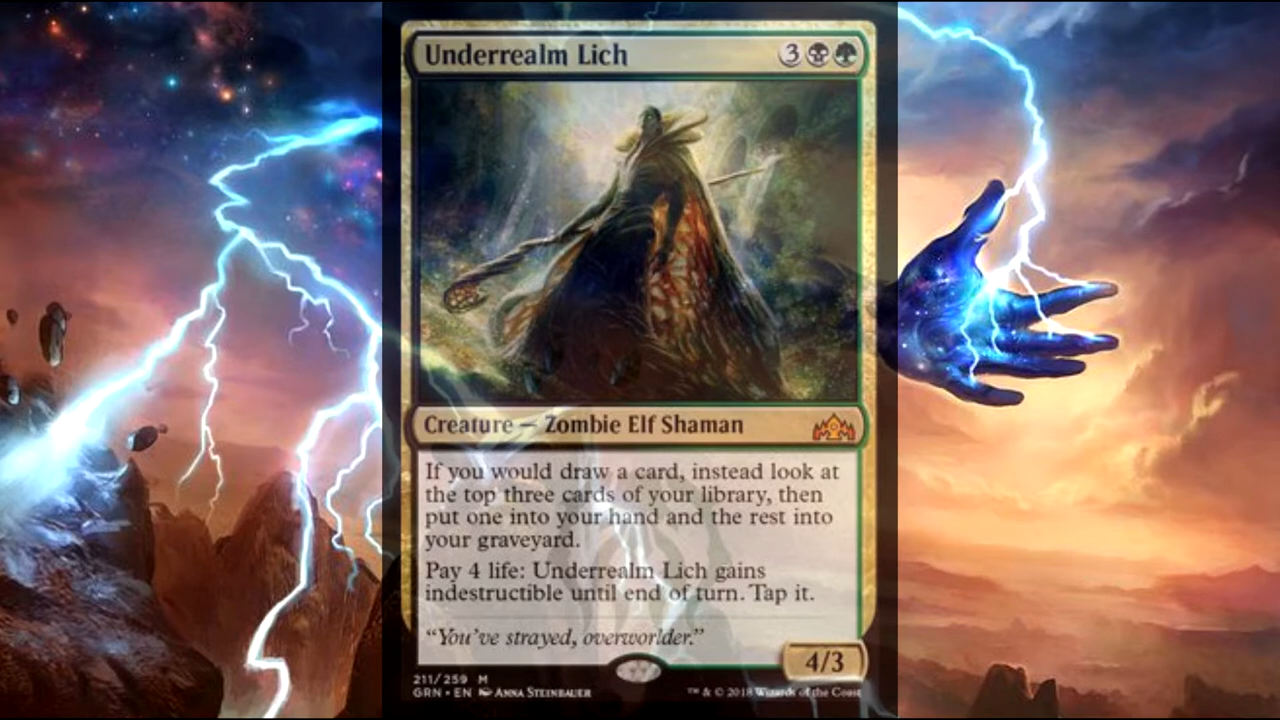 Underrealm Lich 3
Creature — Zombie Elf Shaman
If you would draw a card, instead look at
the top three cards of your library, then
put one into your hand and the rest into
your graveyard.
Pay 4 life: Underrealm Lich gains
indestructible until end of turn. Tap it.
“You’ve strayed, overworlder.”
4/3
211/259 M
GRN • EN Anna Steinbauer
™ & © 2018 Wizards of the Coast